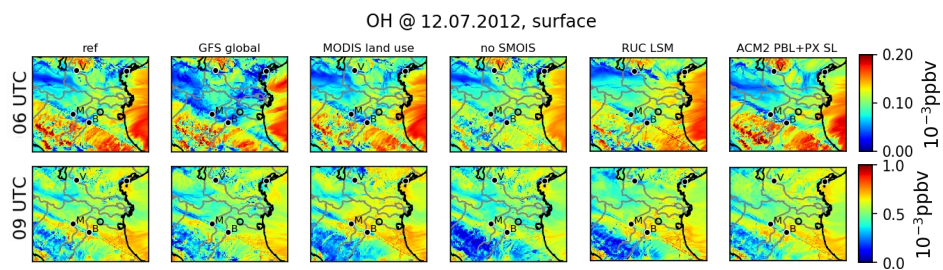 OH @ 12.07.2012, surface
ref GFS global MODIS land use no SMOIS RUC LSM ACM2 PBL+PX SL
06 UTC
V M B
V M B
V M B
V M B
V M B
V M B
0.20
0.10
0.00
10⁻³ppbv
09 UTC
V M B
V M B
V M B
V M B
V M B
V M B
1.0
0.5
0.0
10⁻³ppbv